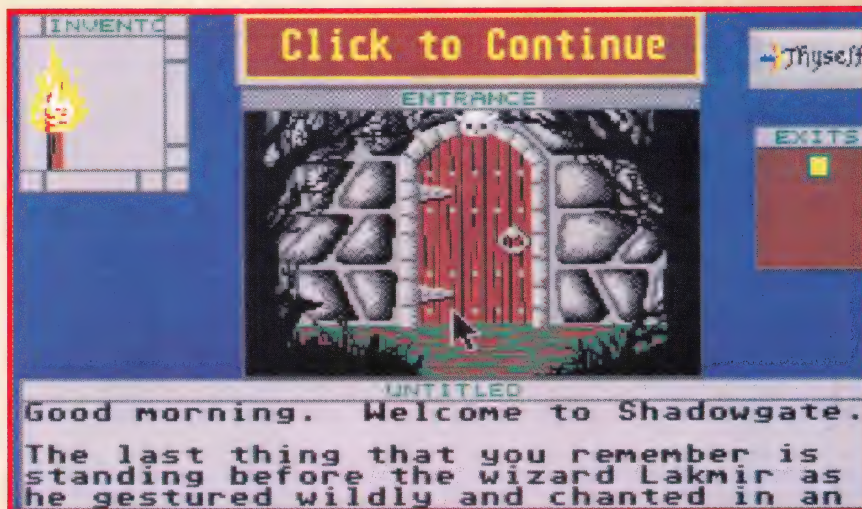 INVENTO
Click to Continue
Thyself
ENTRANCE
EXITS
UNTITLED
Good morning. Welcome to Shadowgate.
The last thing that you remember is
standing before the wizard Lakmir as
he gestured wildly and chanted in an